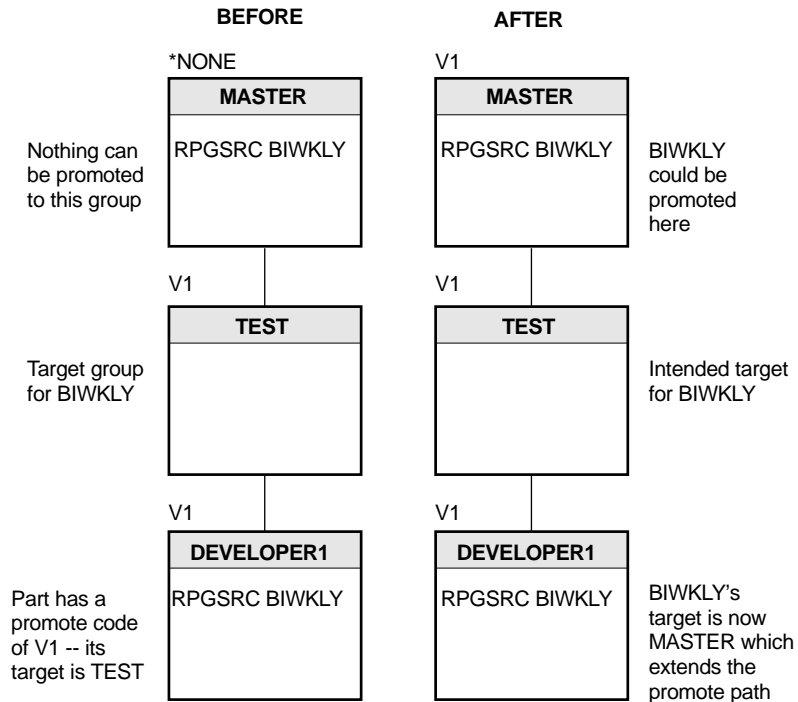 BEFORE
AFTER
*NONE
V1
MASTER
MASTER
Nothing can
be promoted
to this group
RPGSRC BIWKLY
RPGSRC BIWKLY
BIWKLY
could be
promoted
here
V1
V1
TEST
TEST
Target group
for BIWKLY
Intended target
for BIWKLY
V1
V1
DEVELOPER1
DEVELOPER1
Part has a
promote code
of V1 -- its
target is TEST
RPGSRC BIWKLY
RPGSRC BIWKLY
BIWKLY's
target is now
MASTER which
extends the
promote path